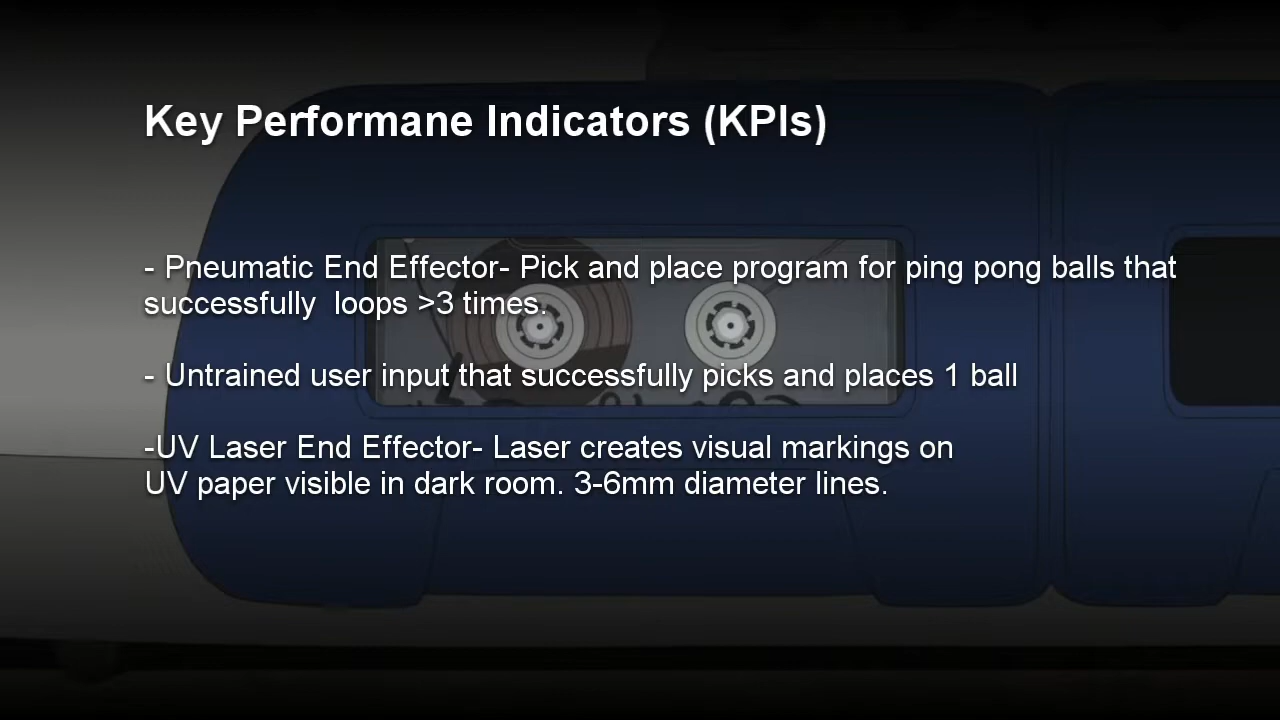 Key Performane Indicators (KPIs)
- Pneumatic End Effector- Pick and place program for ping pong balls that
successfully  loops >3 times.
- Untrained user input that successfully picks and places 1 ball
-UV Laser End Effector- Laser creates visual markings on
UV paper visible in dark room. 3-6mm diameter lines.